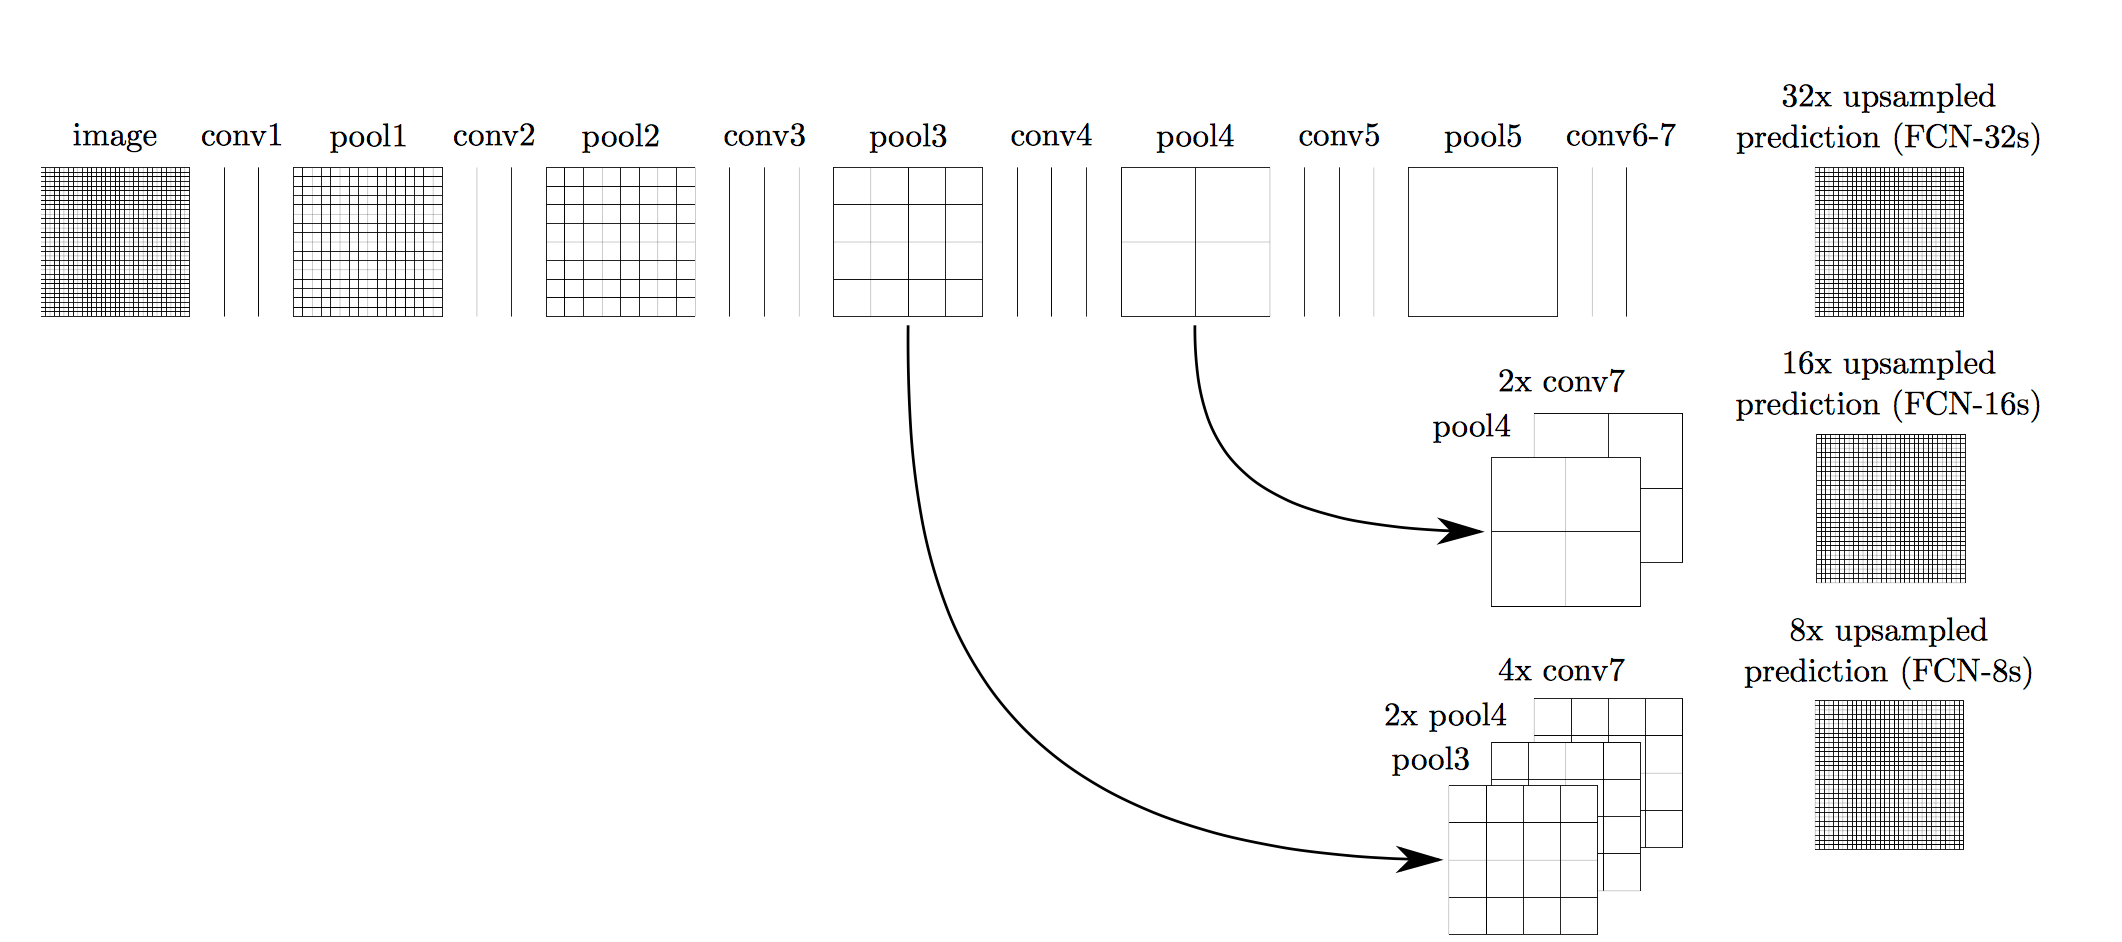 image
conv1
pool1
conv2
pool2
conv3
pool3
conv4
pool4
conv5
pool5
conv6-7
32x upsampled
prediction (FCN-32s)
2x conv7
pool4
16x upsampled
prediction (FCN-16s)
4x conv7
2x pool4
pool3
8x upsampled
prediction (FCN-8s)